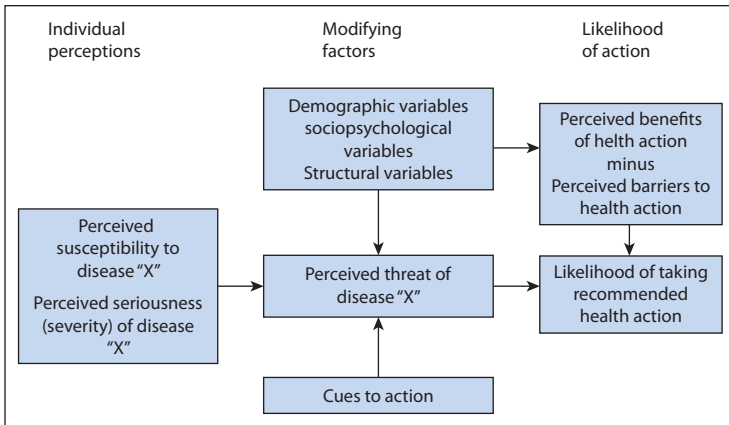 Individual
perceptions
Modifying
factors
Likelihood
of action
Demographic variables
sociopsychological
variables
Structural variables
Perceived benefits
of helth action
minus
Perceived barriers to
health action
Perceived
susceptibility to
disease “X”
Perceived seriousness
(severity) of disease
“X”
Perceived threat of
disease “X”
Likelihood of taking
recommended
health action
Cues to action